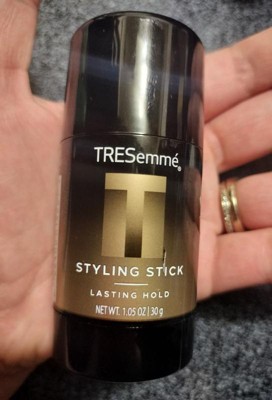 TRESemmé®
T
STYLING STICK
LASTING HOLD
NET WT. 1.05 OZ | 30 g